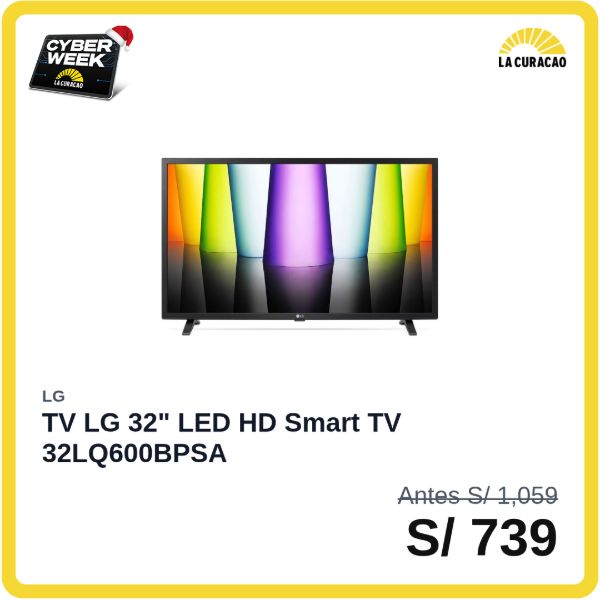 CYBER
WEEK
LA CURACAO
LA CURACAO
LG
LG
TV LG 32" LED HD Smart TV
32LQ600BPSA
Antes S/ 1,059
S/ 739